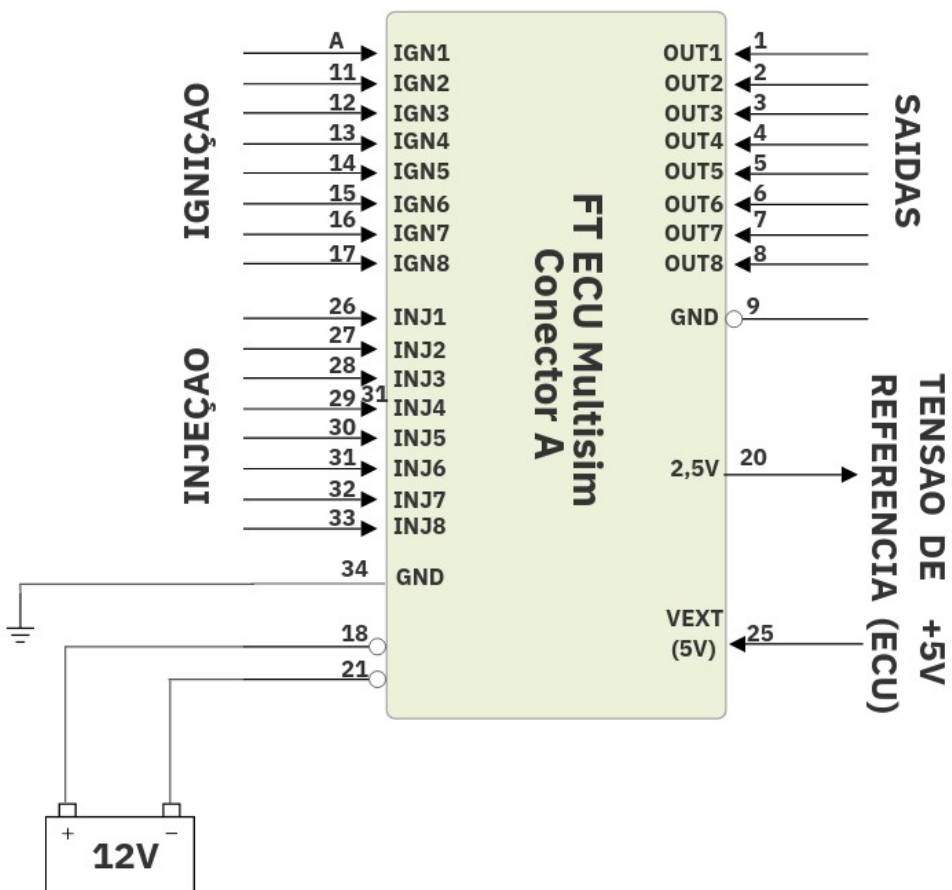 IGNIÇAO
A
IGN1
11
IGN2
12
IGN3
13
IGN4
14
IGN5
15
IGN6
16
IGN7
17
IGN8
INJEÇAO
26
INJ1
27
INJ2
28
INJ3
29
31
INJ4
30
INJ5
31
INJ6
32
INJ7
33
INJ8
34
GND
18
21
+
−
12V
FT ECU Multisim
Conector A
OUT1
1
OUT2
2
OUT3
3
OUT4
4
OUT5
5
OUT6
6
OUT7
7
OUT8
8
SAIDAS
GND
9
2,5V
20
VEXT
(5V)
25
TENSAO DE +5V
REFERENCIA (ECU)